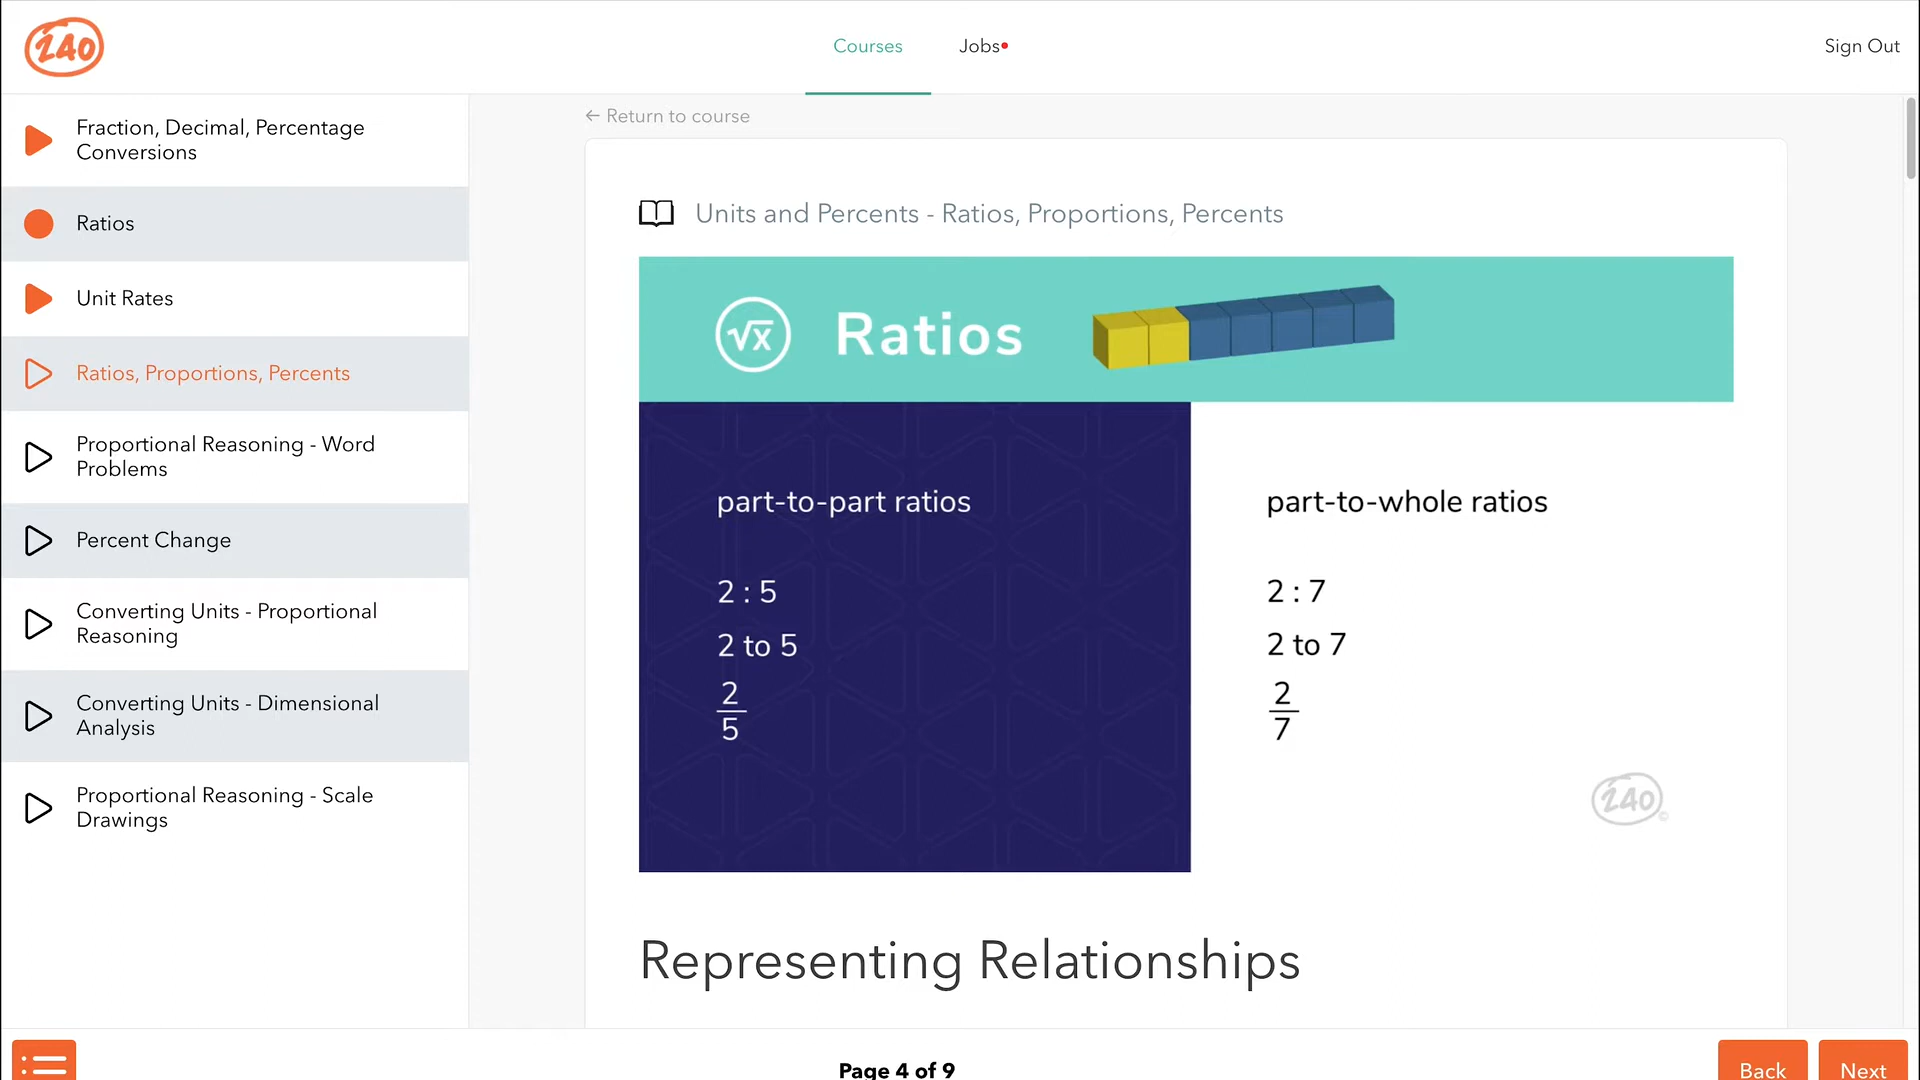 240
Courses
Jobs
Sign Out
Fraction, Decimal, Percentage
Conversions
Ratios
Unit Rates
Ratios, Proportions, Percents
Proportional Reasoning - Word
Problems
Percent Change
Converting Units - Proportional
Reasoning
Converting Units - Dimensional
Analysis
Proportional Reasoning - Scale
Drawings
← Return to course
Units and Percents - Ratios, Proportions, Percents
√x Ratios
part-to-part ratios
2 : 5
2 to 5
2
5
part-to-whole ratios
2 : 7
2 to 7
2
7
240©
Representing Relationships
Page 4 of 9
Back
Next